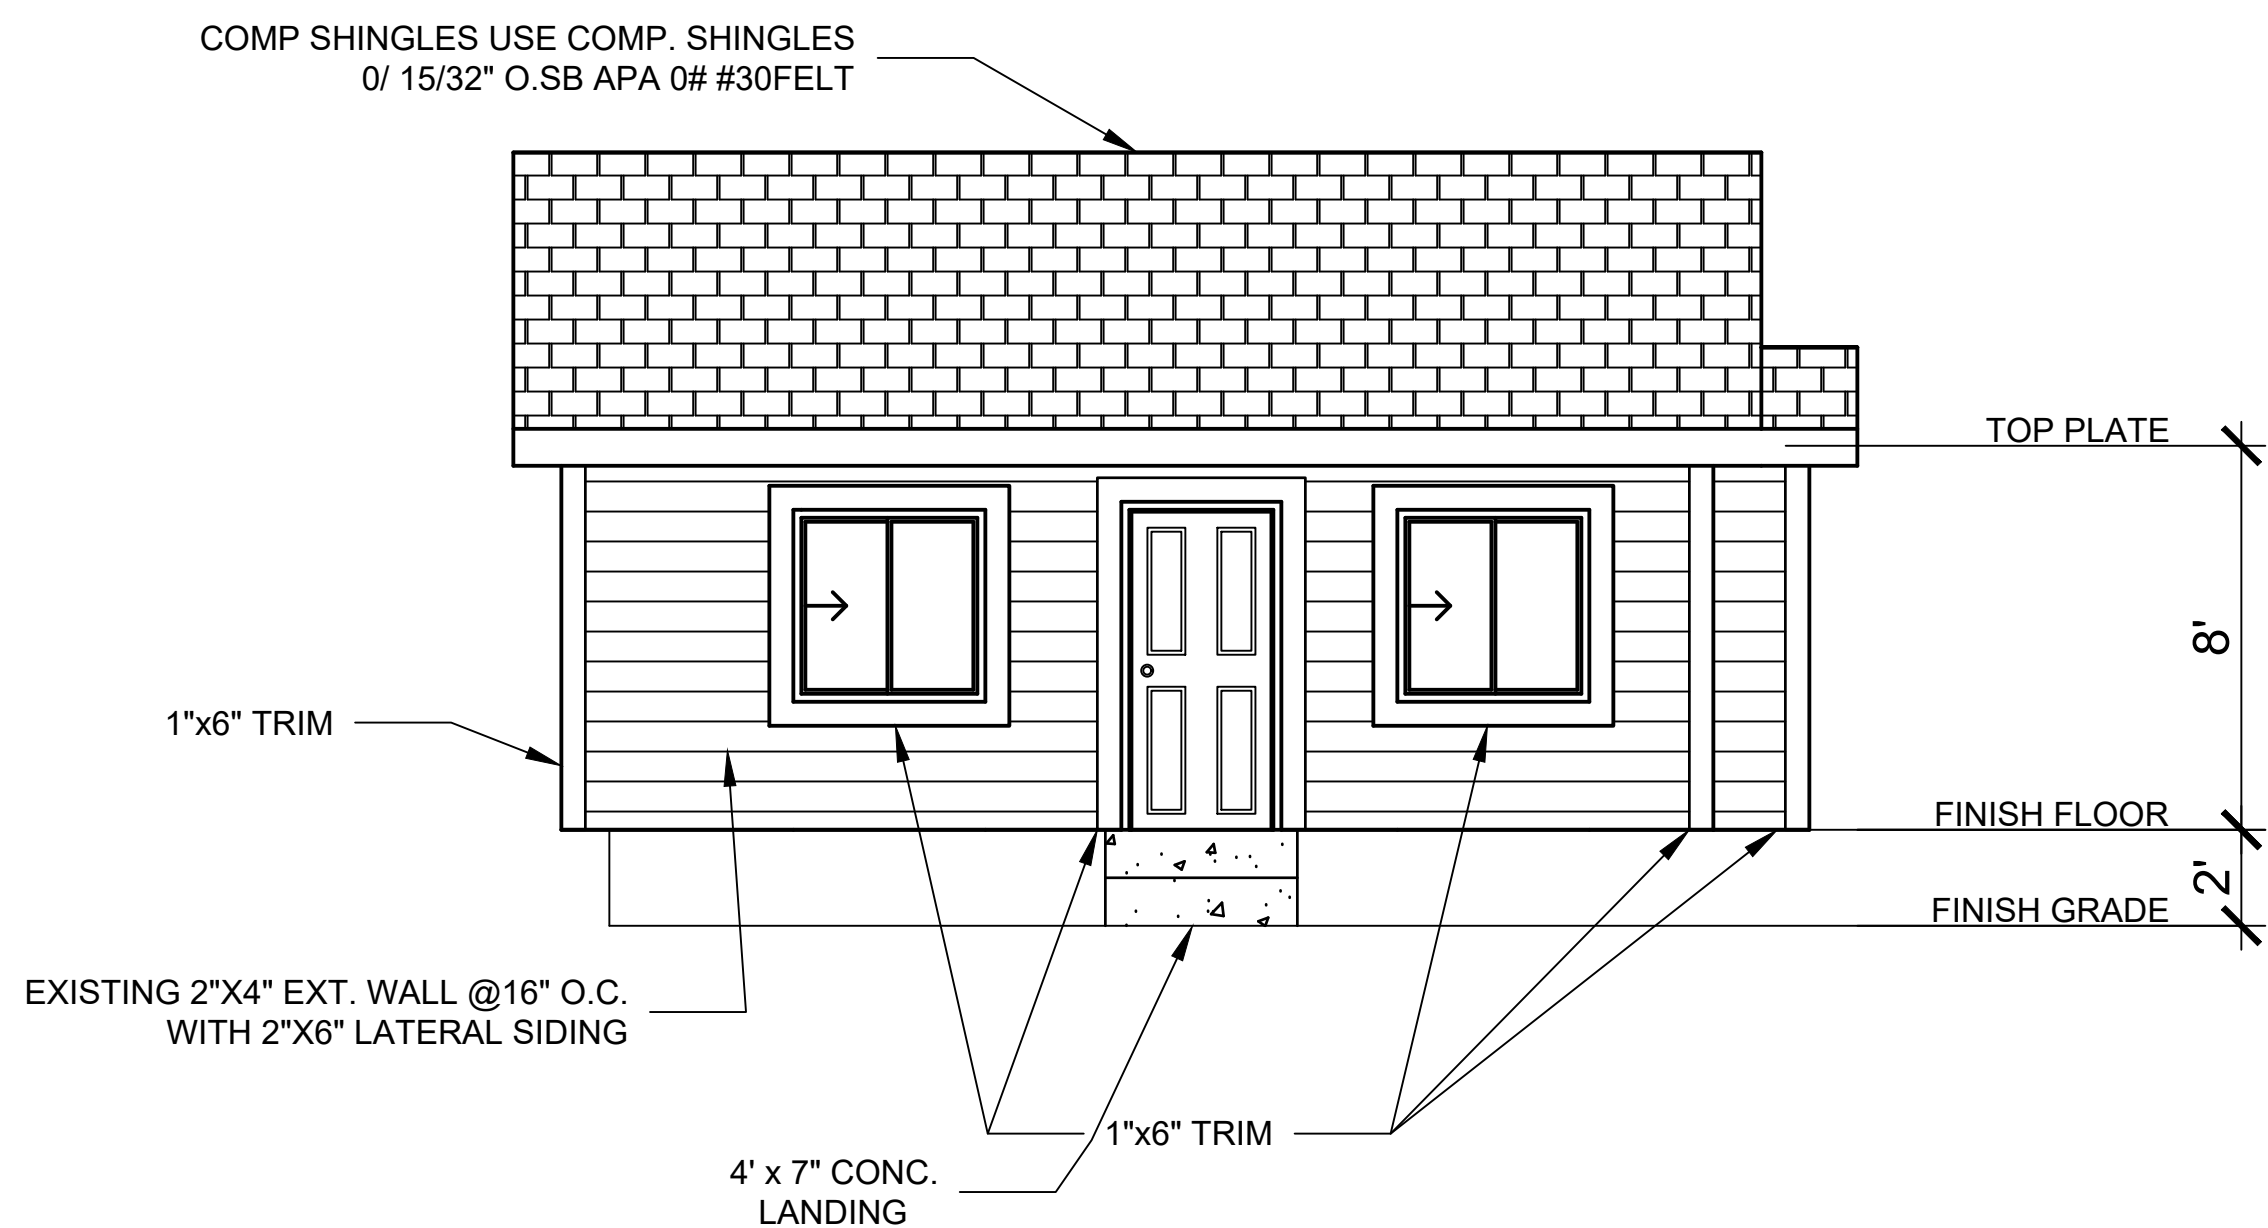 COMP SHINGLES USE COMP. SHINGLES
0/ 15/32" O.SB APA 0# #30FELT
TOP PLATE
8'
1"x6" TRIM
FINISH FLOOR
2'
FINISH GRADE
EXISTING 2"X4" EXT. WALL @16" O.C.
WITH 2"X6" LATERAL SIDING
1"x6" TRIM
4' x 7" CONC.
LANDING